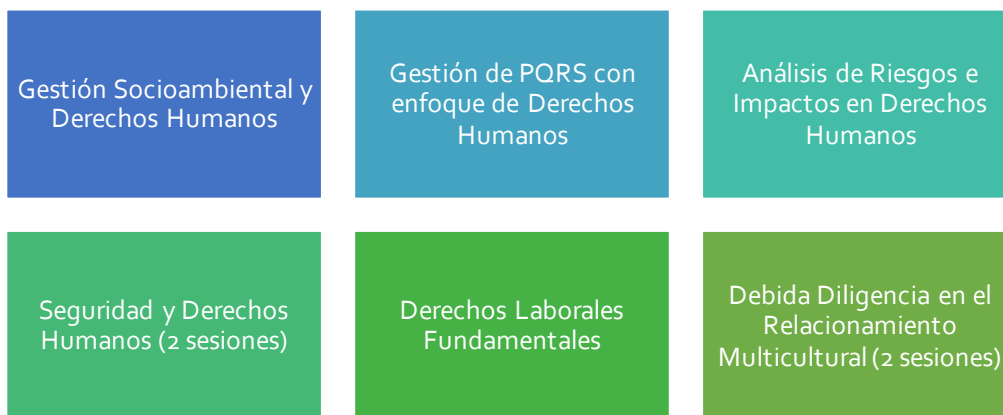 Gestión Socioambiental y
Derechos Humanos
Gestión de PQRS con
enfoque de Derechos
Humanos
Análisis de Riesgos e
Impactos en Derechos
Humanos
Seguridad y Derechos
Humanos (2 sesiones)
Derechos Laborales
Fundamentales
Debida Diligencia en el
Relacionamiento
Multicultural (2 sesiones)